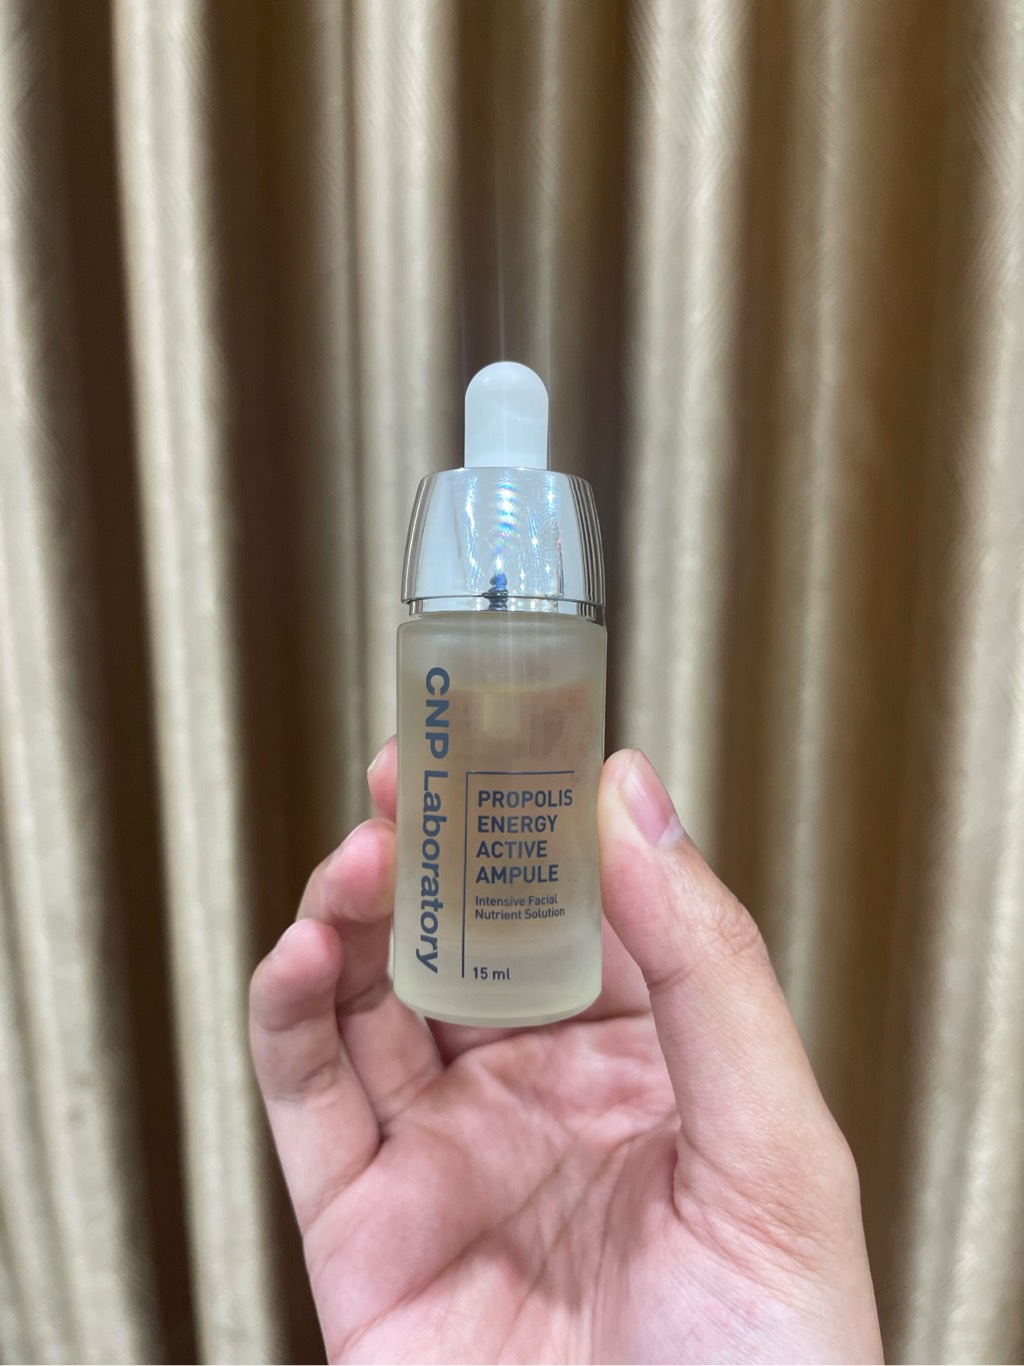 CNP Laboratory
PROPOLIS
ENERGY
ACTIVE
AMPULE
Intensive Facial
Nutrient Solution
15 ml